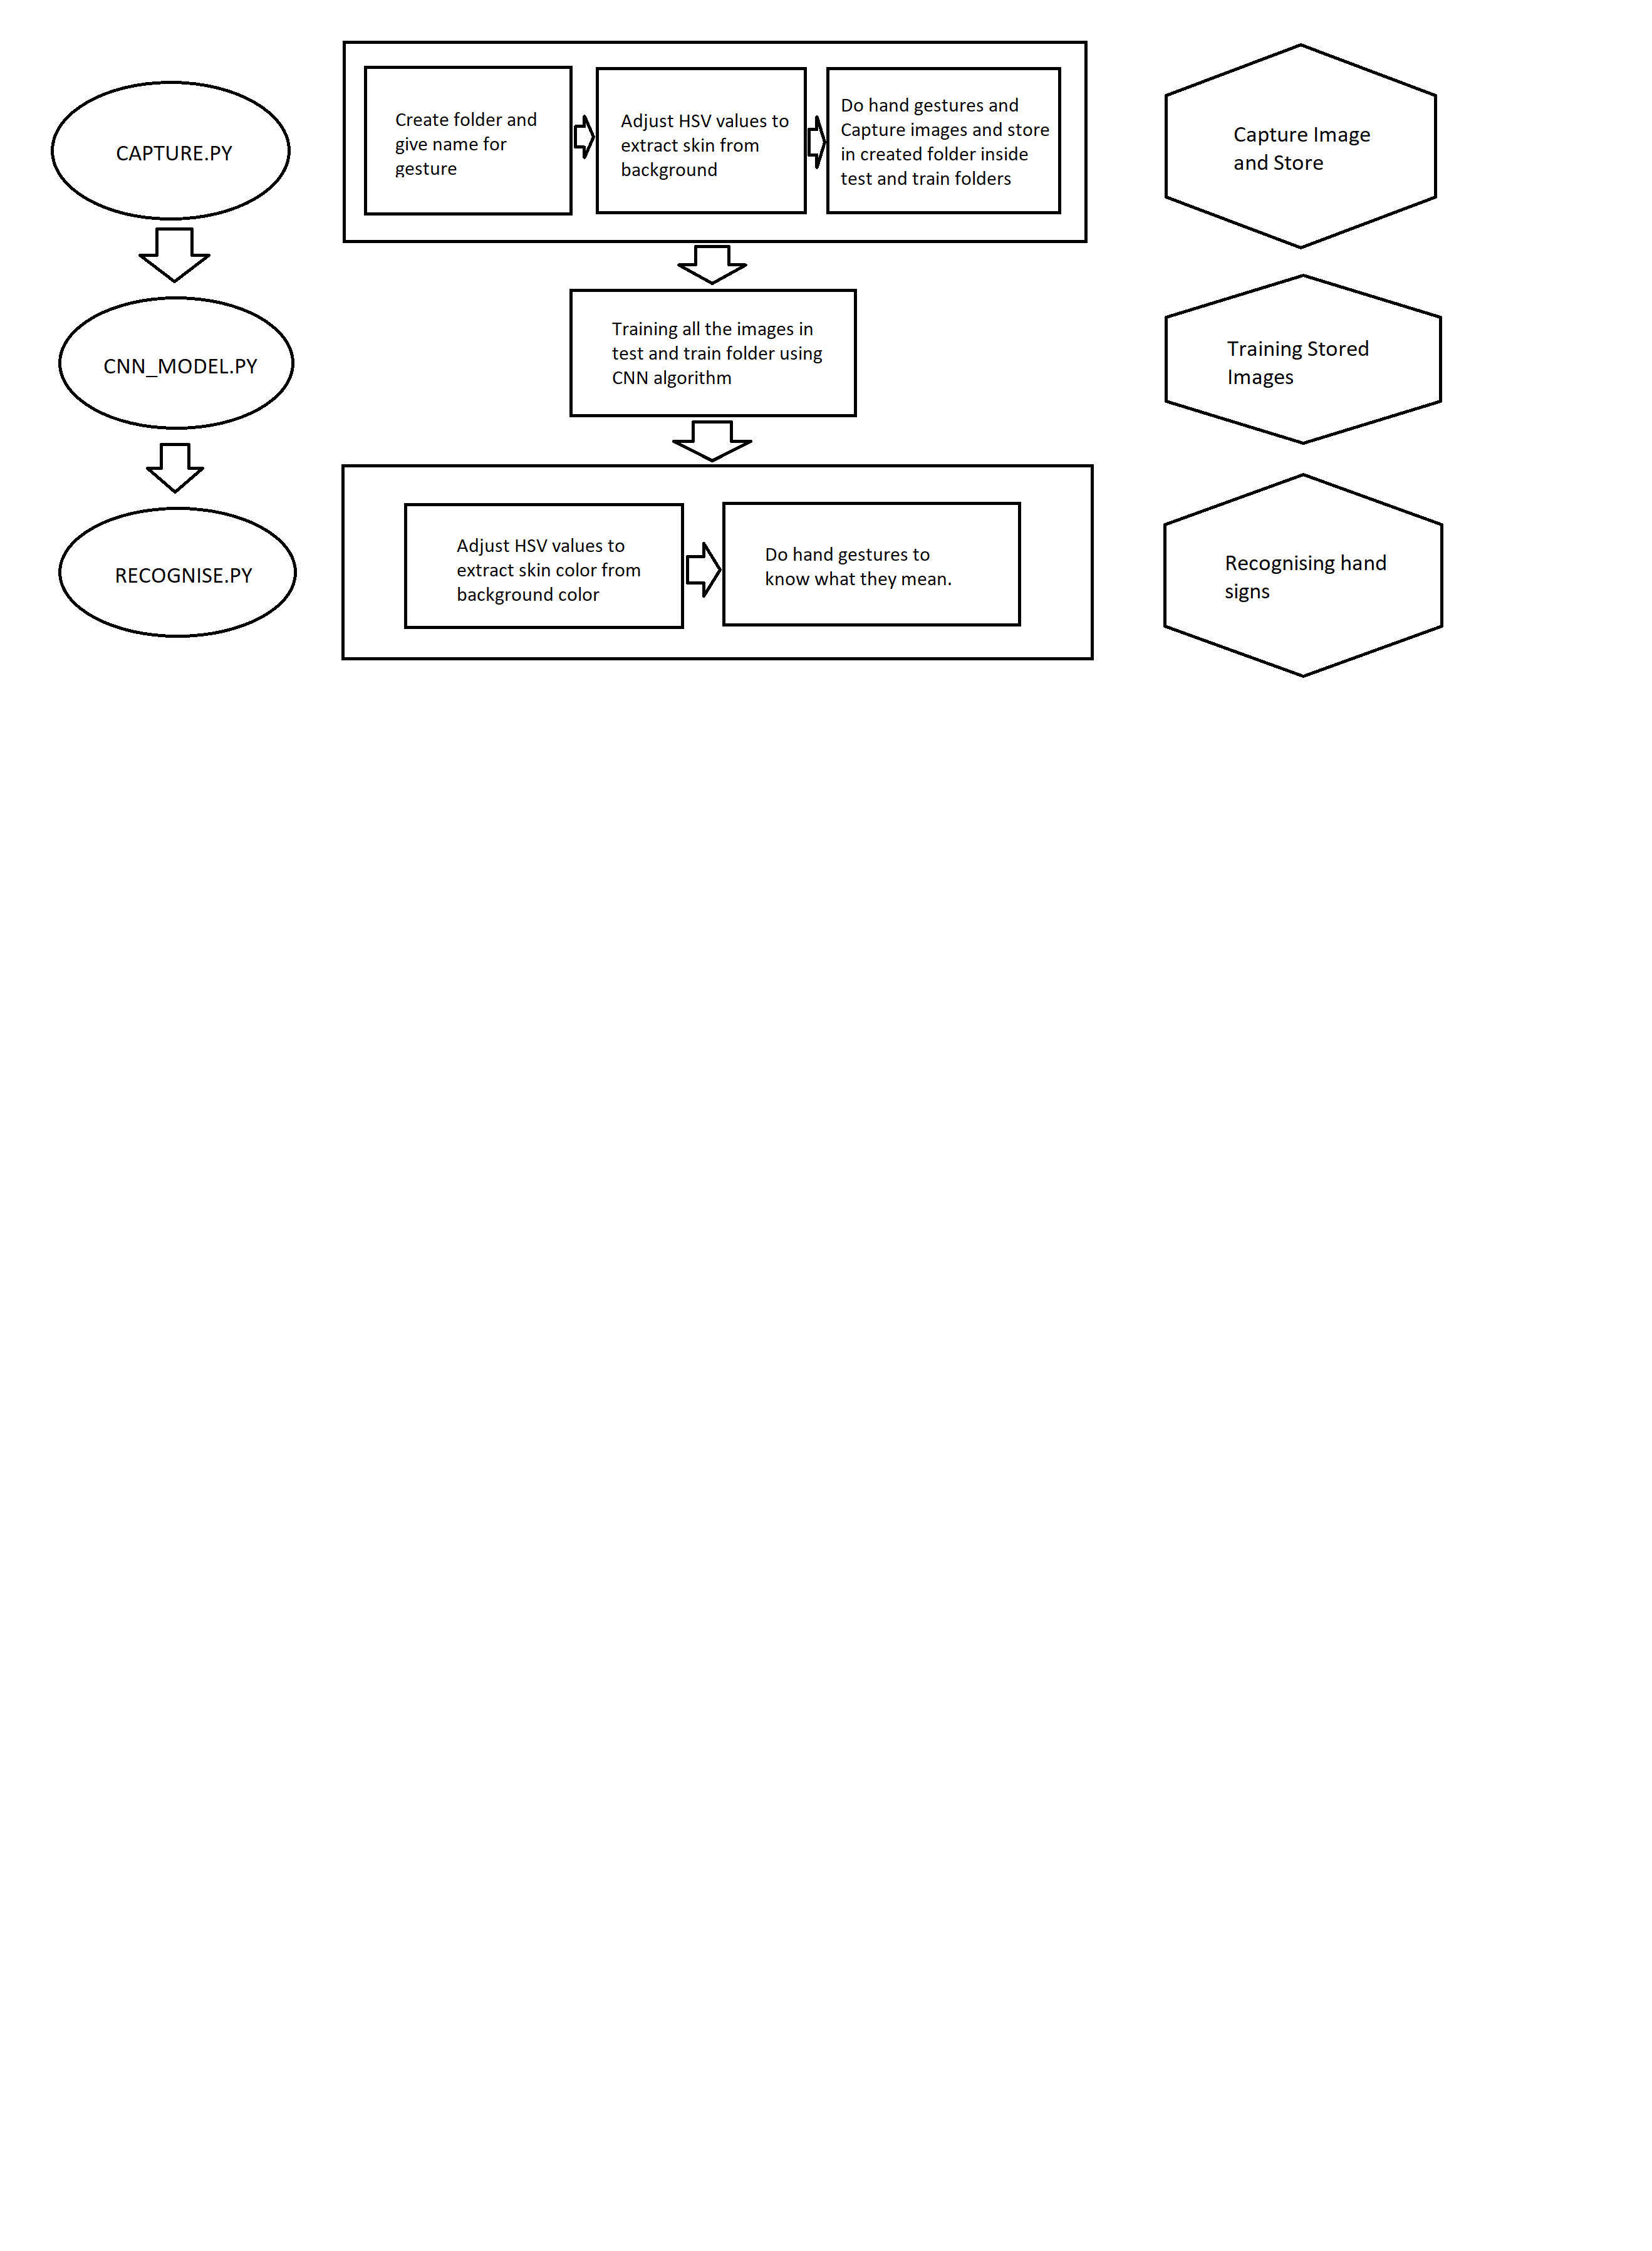 CAPTURE.PY
Create folder and
give name for
gesture
Adjust HSV values to
extract skin from
background
Do hand gestures and
Capture images and store
in created folder inside
test and train folders
Capture Image
and Store
CNN_MODEL.PY
Training all the images in
test and train folder using
CNN algorithm
Training Stored
Images
RECOGNISE.PY
Adjust HSV values to
extract skin color from
background color
Do hand gestures to
know what they mean.
Recognising hand
signs